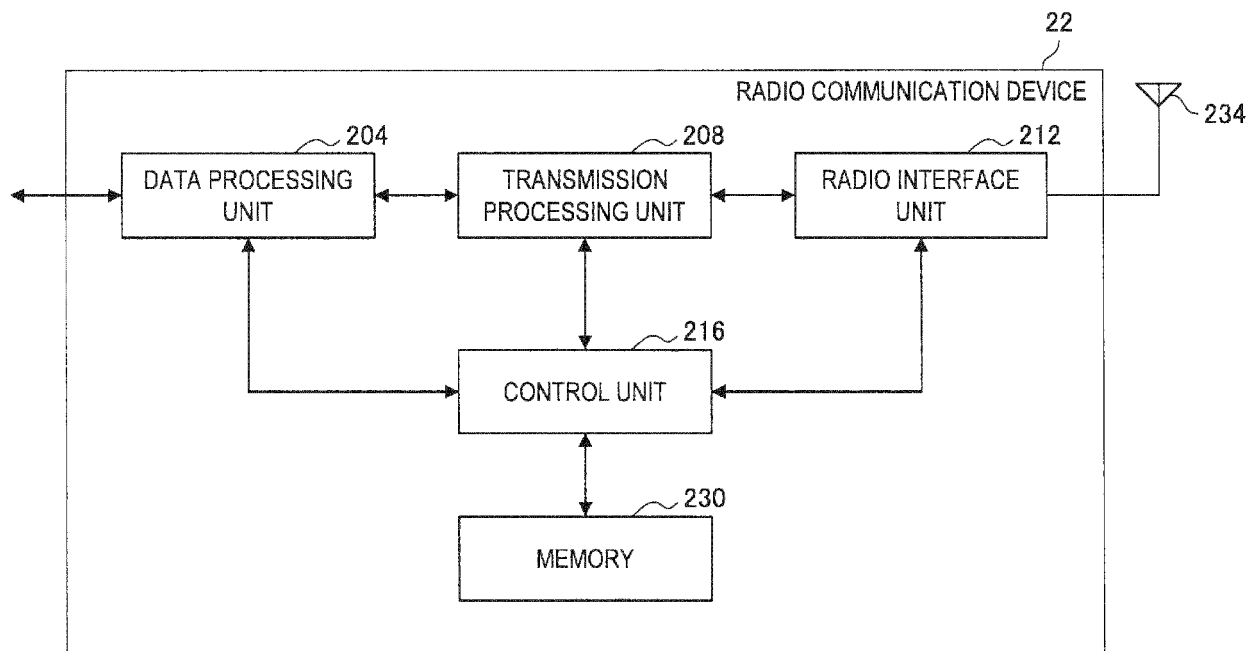 22
RADIO COMMUNICATION DEVICE
234
204
208
212
DATA PROCESSING
UNIT
TRANSMISSION
PROCESSING UNIT
RADIO INTERFACE
UNIT
216
CONTROL UNIT
230
MEMORY